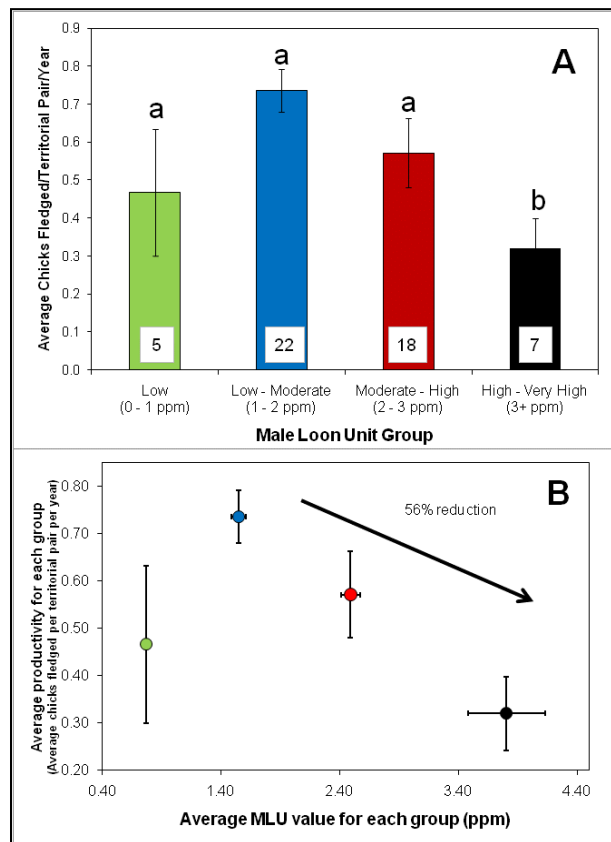 A
Average Chicks Fledged/Territorial Pair/Year
0.9
0.8
0.7
0.6
0.5
0.4
0.3
0.2
0.1
0.0
a
a
a
b
5
22
18
7
Low
(0 - 1 ppm)
Low - Moderate
(1 - 2 ppm)
Moderate - High
(2 - 3 ppm)
High - Very High
(3+ ppm)
Male Loon Unit Group
B
Average productivity for each group
(Average chicks fledged per territorial pair per year)
0.80
0.70
0.60
0.50
0.40
0.30
0.20
56% reduction
0.40
1.40
2.40
3.40
4.40
Average MLU value for each group (ppm)